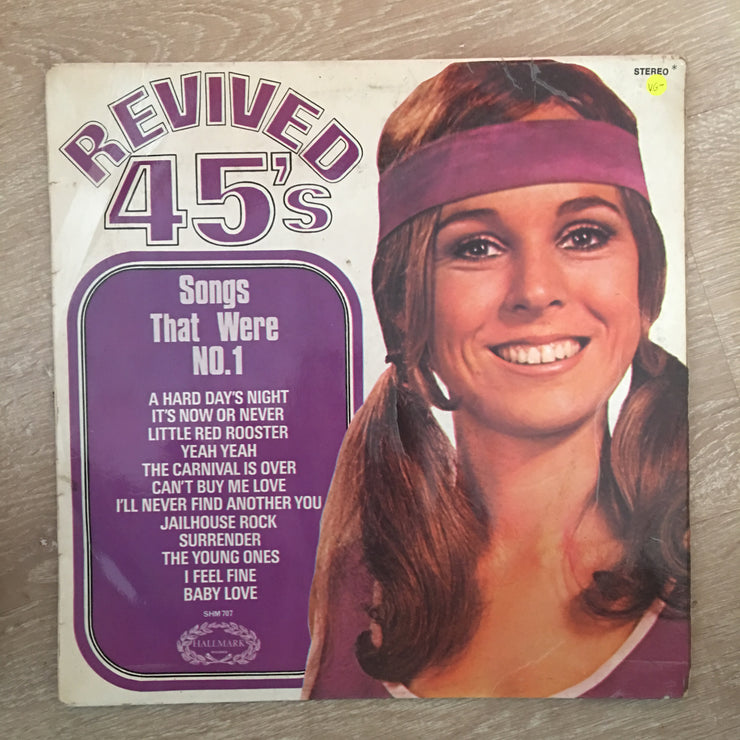 STEREO *
VG-
REVIVED
45's
Songs
That Were
NO.1
A HARD DAY'S NIGHT
IT'S NOW OR NEVER
LITTLE RED ROOSTER
YEAH YEAH
THE CARNIVAL IS OVER
CAN'T BUY ME LOVE
I'LL NEVER FIND ANOTHER YOU
JAILHOUSE ROCK
SURRENDER
THE YOUNG ONES
I FEEL FINE
BABY LOVE
SHM 707
HALLMARK
RECORDS